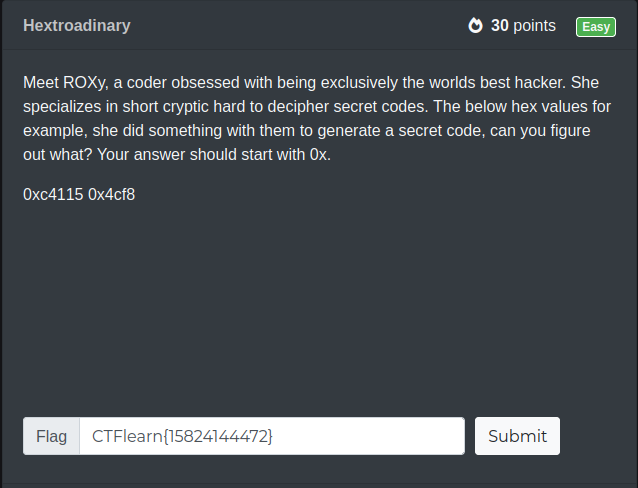 Hextroadinary 30 points Easy
Meet ROXy, a coder obsessed with being exclusively the worlds best hacker. She
specializes in short cryptic hard to decipher secret codes. The below hex values for
example, she did something with them to generate a secret code, can you figure
out what? Your answer should start with 0x.
0xc4115 0x4cf8
Flag CTFlearn{15824144472} Submit